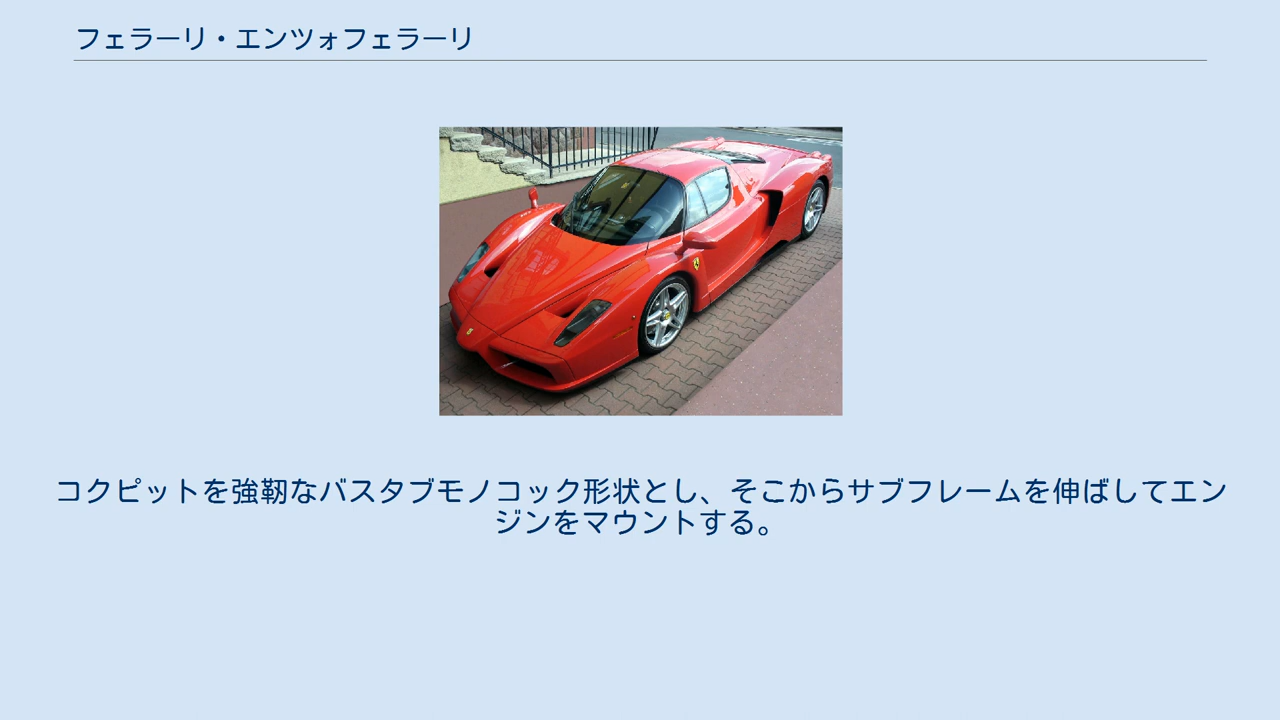 フェラーリ・エンツォフェラーリ
コクピットを強靭なバスタブモノコック形状とし、そこからサブフレームを伸ばしてエン
ジンをマウントする。